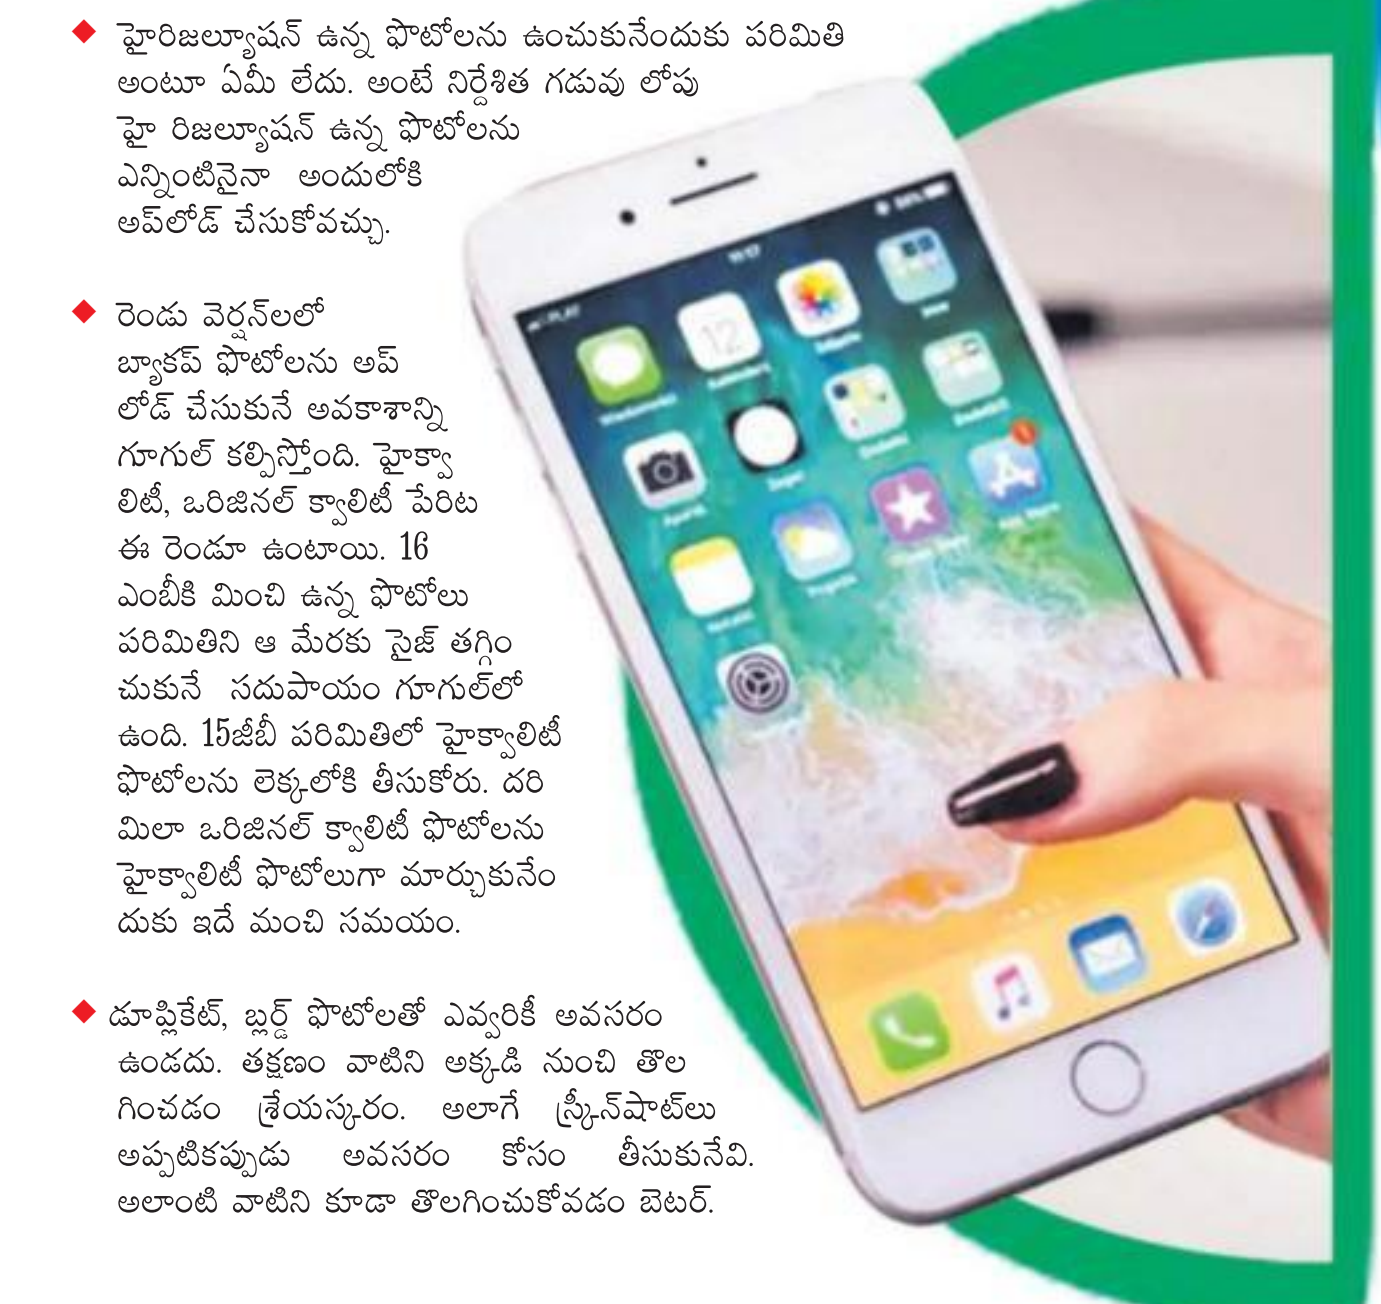 హైరిజల్యూషన్ ఉన్న ఫొటోలను ఉంచుకునేందుకు పరిమితి
అంటూ ఏమీ లేదు. అంటే నిర్దేశిత గడువు లోపు
హై రిజల్యూషన్ ఉన్న ఫొటోలను
ఎన్నింటినైనా అందులోకి
అప్‌లోడ్ చేసుకోవచ్చు.
రెండు వెర్షన్‌లలో
బ్యాకప్ ఫొటోలను అప్
లోడ్ చేసుకునే అవకాశాన్ని
గూగుల్ కల్పిస్తోంది. హైక్వా
లిటీ, ఒరిజినల్ క్వాలిటీ పేరిట
ఈ రెండూ ఉంటాయి. 16
ఎంబీకి మించి ఉన్న ఫొటోలు
పరిమితిని ఆ మేరకు సైజ్ తగ్గిం
చుకునే సదుపాయం గూగుల్‌లో
ఉంది. 15జీబీ పరిమితిలో హైక్వాలిటీ
ఫొటోలను లెక్కలోకి తీసుకోరు. దరి
మిలా ఒరిజినల్ క్వాలిటీ ఫొటోలను
హైక్వాలిటీ ఫొటోలుగా మార్చుకునేం
దుకు ఇదే మంచి సమయం.
డూప్లికేట్, బ్లర్డ్ ఫొటోలతో ఎవ్వరికీ అవసరం
ఉండదు. తక్షణం వాటిని అక్కడి నుంచి తొల
గించడం శ్రేయస్కరం. అలాగే స్క్రీన్‌షాట్‌లు
అప్పటికప్పుడు అవసరం కోసం తీసుకునేవి.
అలాంటి వాటిని కూడా తొలగించుకోవడం బెటర్.
12